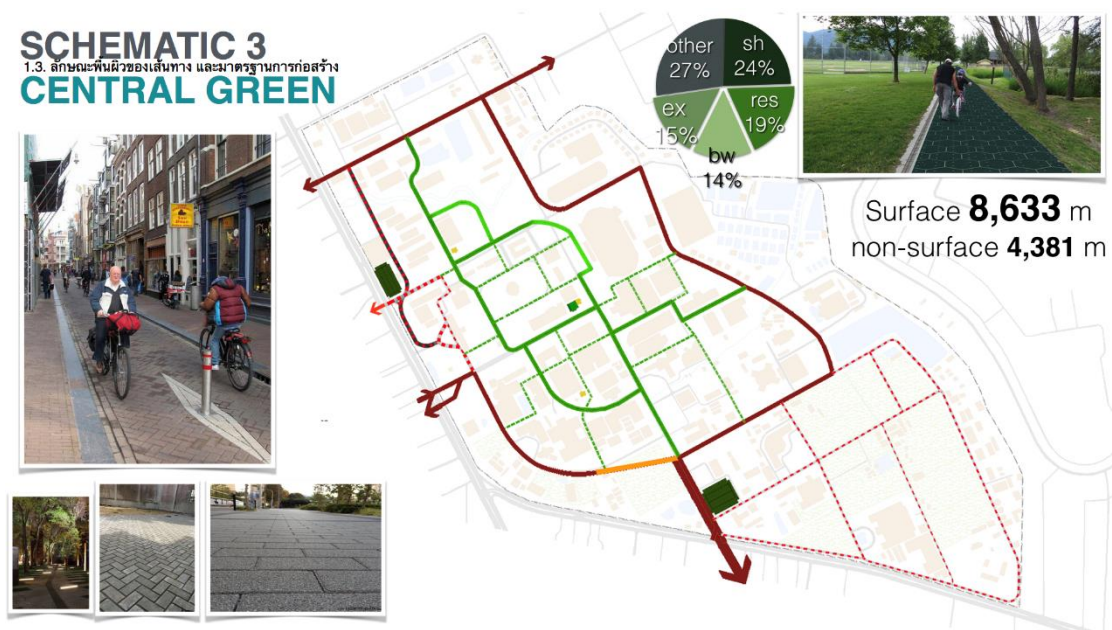 SCHEMATIC 3
1.3. ลักษณะพื้นผิวของเส้นทาง และมาตรฐานการก่อสร้าง
CENTRAL GREEN
other
27%
sh
24%
ex
15%
res
19%
bw
14%
Surface 8,633 m
non-surface 4,381 m